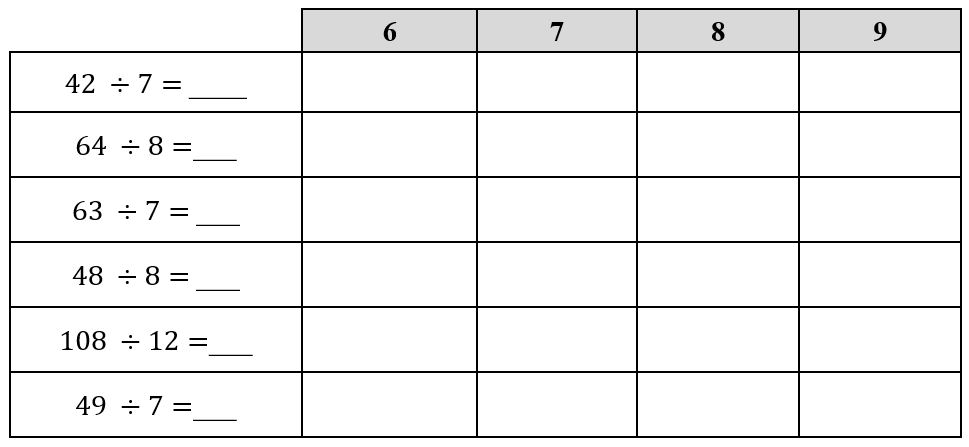 6 7 8 9
42 ÷ 7 = ____
64 ÷ 8 =___
63 ÷ 7 = ___
48 ÷ 8 = ___
108 ÷ 12 =___
49 ÷ 7 =___